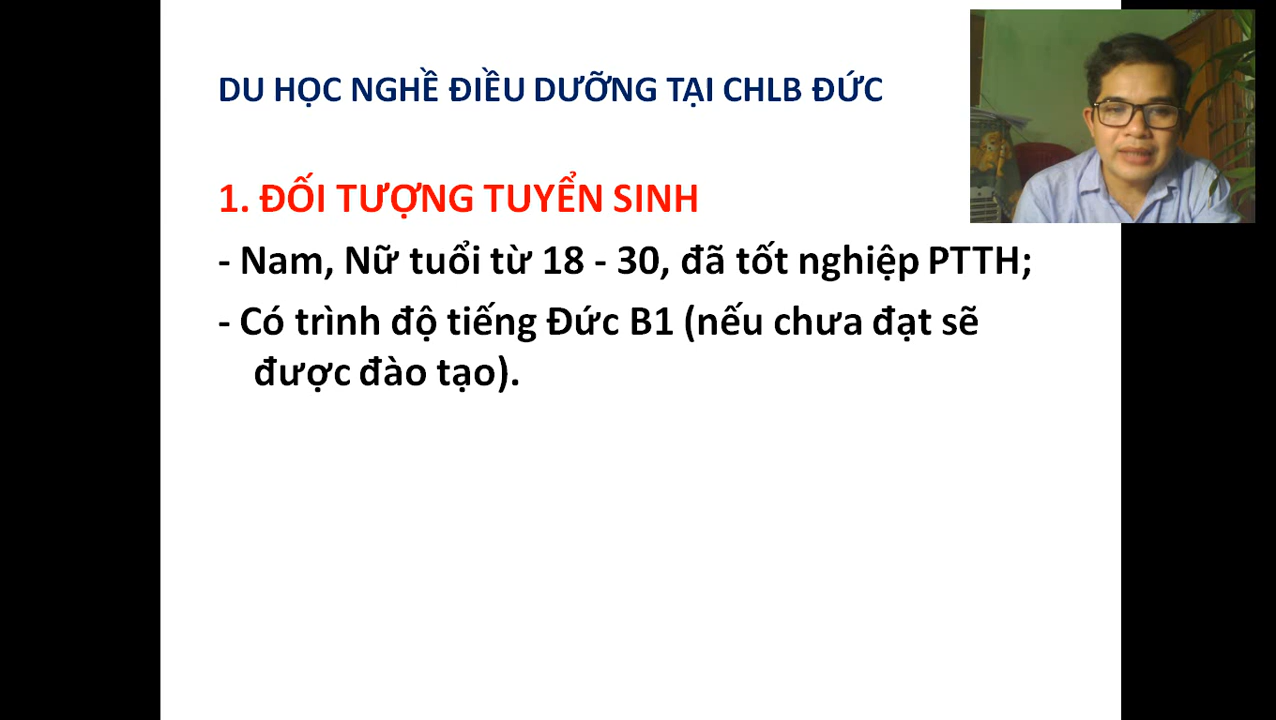 DU HỌC NGHỀ ĐIỀU DƯỠNG TẠI CHLB ĐỨC
1. ĐỐI TƯỢNG TUYỂN SINH
- Nam, Nữ tuổi từ 18 - 30, đã tốt nghiệp PTTH;
- Có trình độ tiếng Đức B1 (nếu chưa đạt sẽ
được đào tạo).